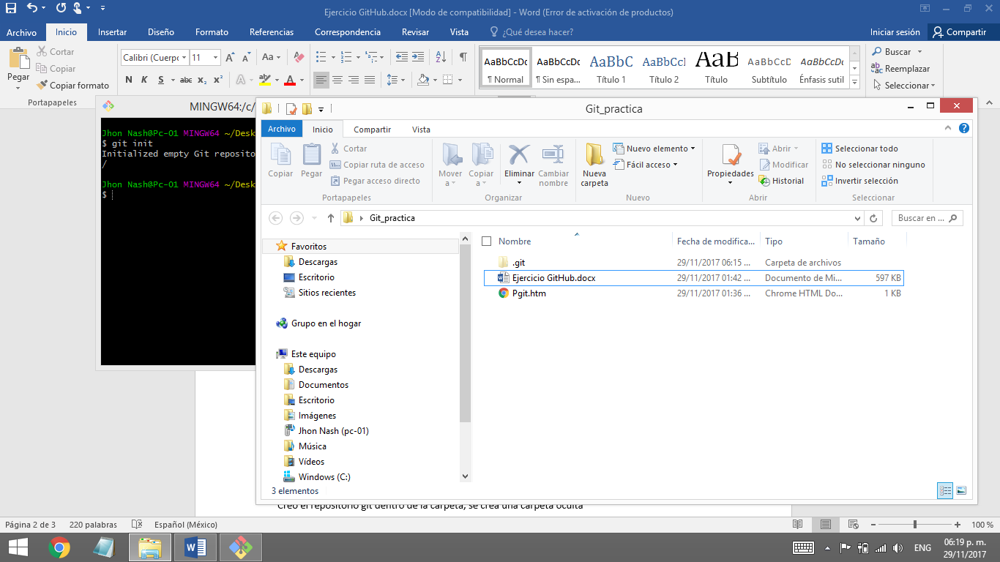 Ejercicio GitHub.docx [Modo de compatibilidad] - Word (Error de activación de productos)
Archivo Inicio Insertar Diseño Formato Referencias Correspondencia Revisar Vista ¿Qué desea hacer? Iniciar sesión Compartir
Pegar
Cortar
Copiar
Copiar formato
Portapapeles
Calibri (Cuerpo 11
N K S abc x₂ x²
AaBbCcDc AaBbCcDc AaBbC AaBbCcI AaBb AaBbCcD AaBbCcDc
¶ Normal ¶ Sin espa... Título 1 Título 2 Título Subtítulo Énfasis sutil
Buscar
Reemplazar
Seleccionar
MINGW64:/c/
Jhon Nash@Pc-01 MINGW64 ~/Desk
$ git init
Initialized empty Git reposito
/
Jhon Nash@Pc-01 MINGW64 ~/Desk
$
Git_practica
Archivo Inicio Compartir Vista
Copiar Pegar
Cortar
Copiar ruta de acceso
Pegar acceso directo
Portapapeles
Mover a Copiar a Eliminar Cambiar nombre
Organizar
Nueva carpeta
Nuevo elemento
Fácil acceso
Nuevo
Propiedades
Abrir
Modificar
Historial
Abrir
Seleccionar todo
No seleccionar ninguno
Invertir selección
Seleccionar
Git_practica
Buscar en ...
Favoritos
Descargas
Escritorio
Sitios recientes
Grupo en el hogar
Este equipo
Descargas
Documentos
Escritorio
Imágenes
Jhon Nash (pc-01)
Música
Vídeos
Windows (C:)
Nombre Fecha de modifica... Tipo Tamaño
.git 29/11/2017 06:15 ... Carpeta de archivos
Ejercicio GitHub.docx 29/11/2017 01:42 ... Documento de Mi... 597 KB
Pgit.htm 29/11/2017 01:36 ... Chrome HTML Do... 1 KB
3 elementos
Creo el repositorio git dentro de la carpeta, se crea una carpeta oculta
Página 2 de 3 220 palabras Español (México) 100 %
ENG
06:19 p. m.
29/11/2017